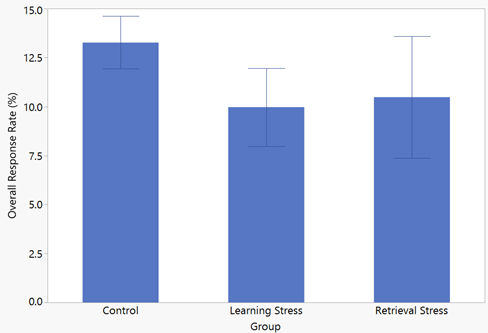 Overall Response Rate (%)
15.0
12.5
10.0
7.5
5.0
2.5
0.0
Control
Learning Stress
Retrieval Stress
Group